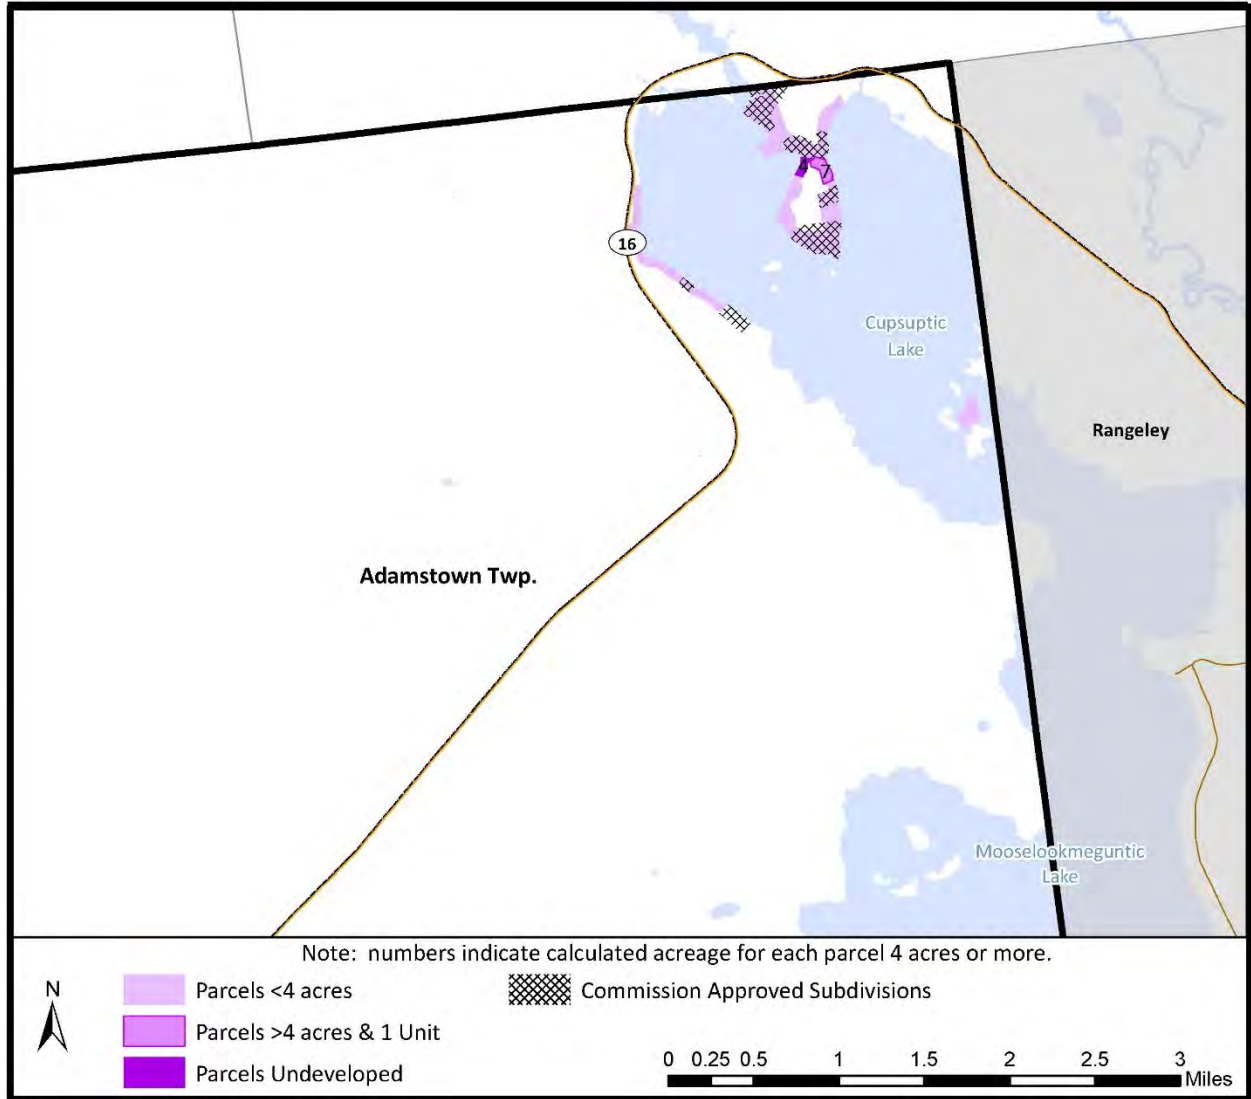 4
7
16
Cupsuptic
Lake
Rangeley
Adamstown Twp.
Mooselookmeguntic
Lake
Note:  numbers indicate calculated acreage for each parcel 4 acres or more.
N
Parcels <4 acres
Commission Approved Subdivisions
Parcels >4 acres & 1 Unit
Parcels Undeveloped
0 0.25 0.5 1 1.5 2 2.5 3
Miles